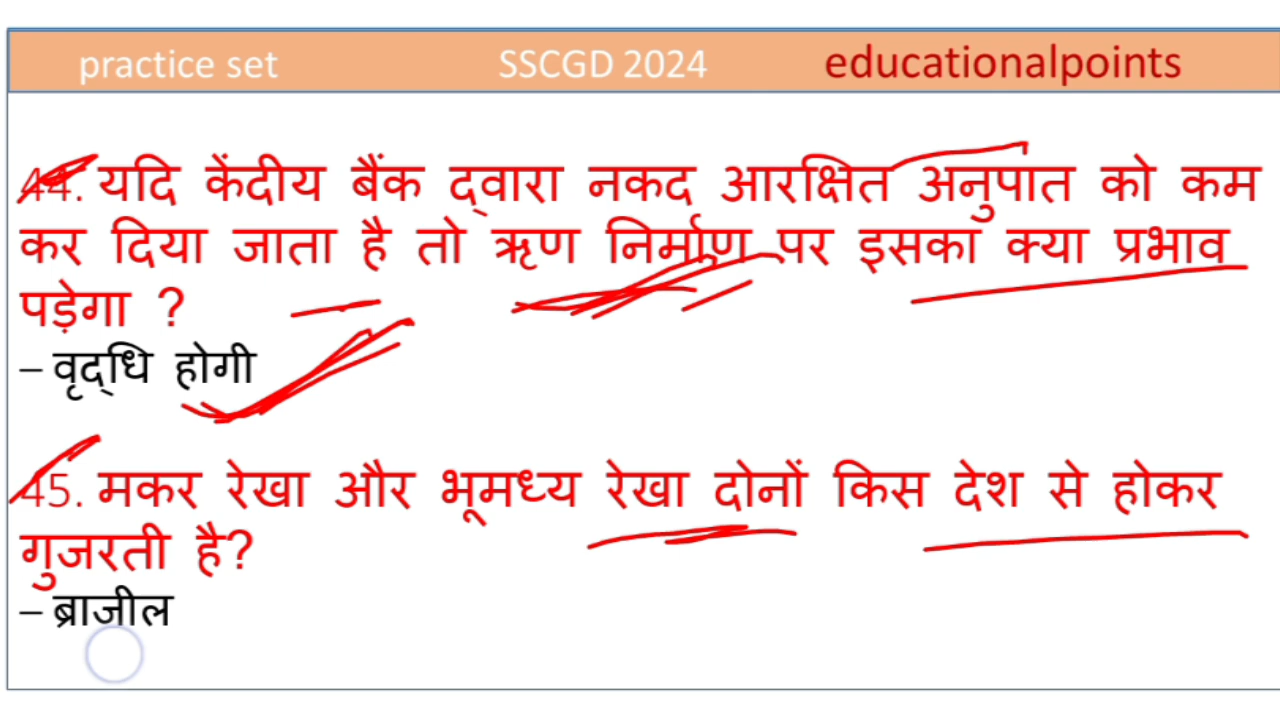 practice set SSCGD 2024 educationalpoints
44. यदि केंदीय बैंक द्वारा नकद आरक्षित अनुपात को कम
कर दिया जाता है तो ऋण निर्माण पर इसका क्या प्रभाव
पड़ेगा ?
– वृद्धि होगी
45. मकर रेखा और भूमध्य रेखा दोनों किस देश से होकर
गुजरती है?
– ब्राजील